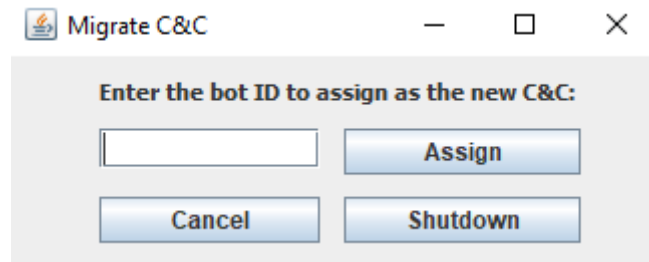 Migrate C&C
Enter the bot ID to assign as the new C&C:
Assign
Cancel Shutdown